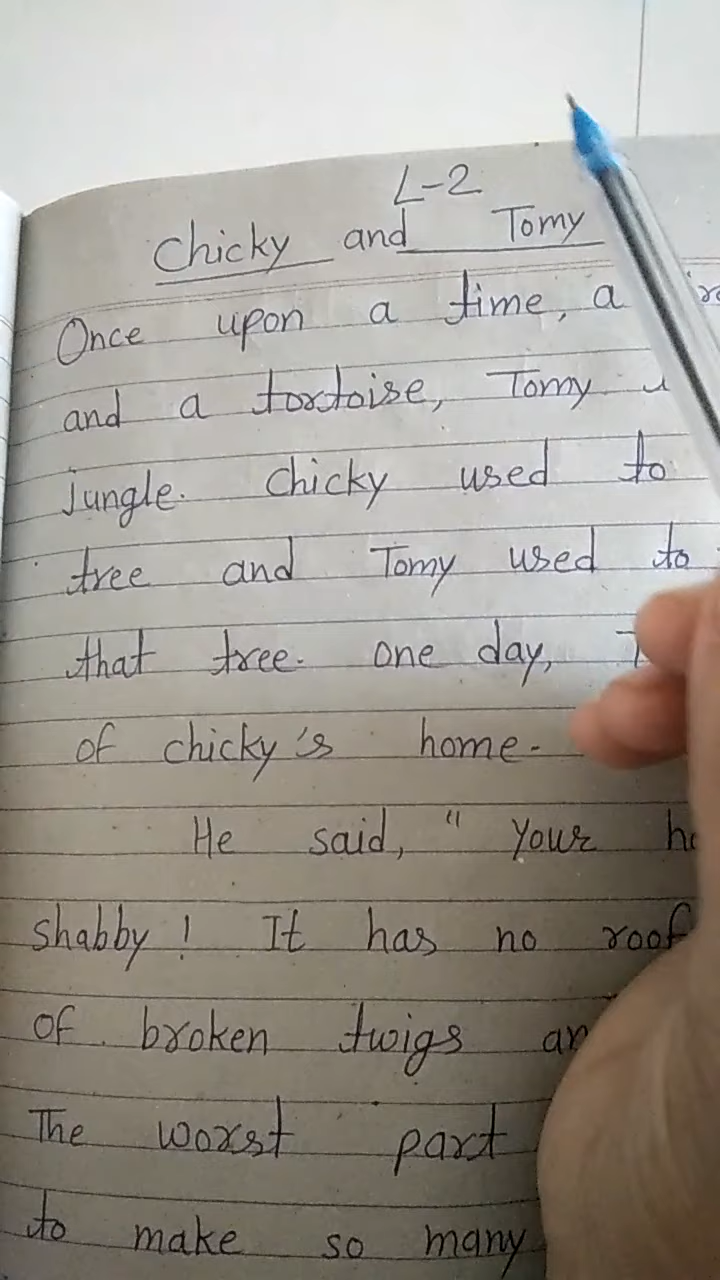 L-2
Chicky and Tomy
Once upon a time, a
and a tortoise, Tomy
jungle. Chicky used to
tree and Tomy used to
that tree. One day,
of chicky's home.
He said, " Your
shabby! It has no roof
of broken twigs
The worst part
to make so many